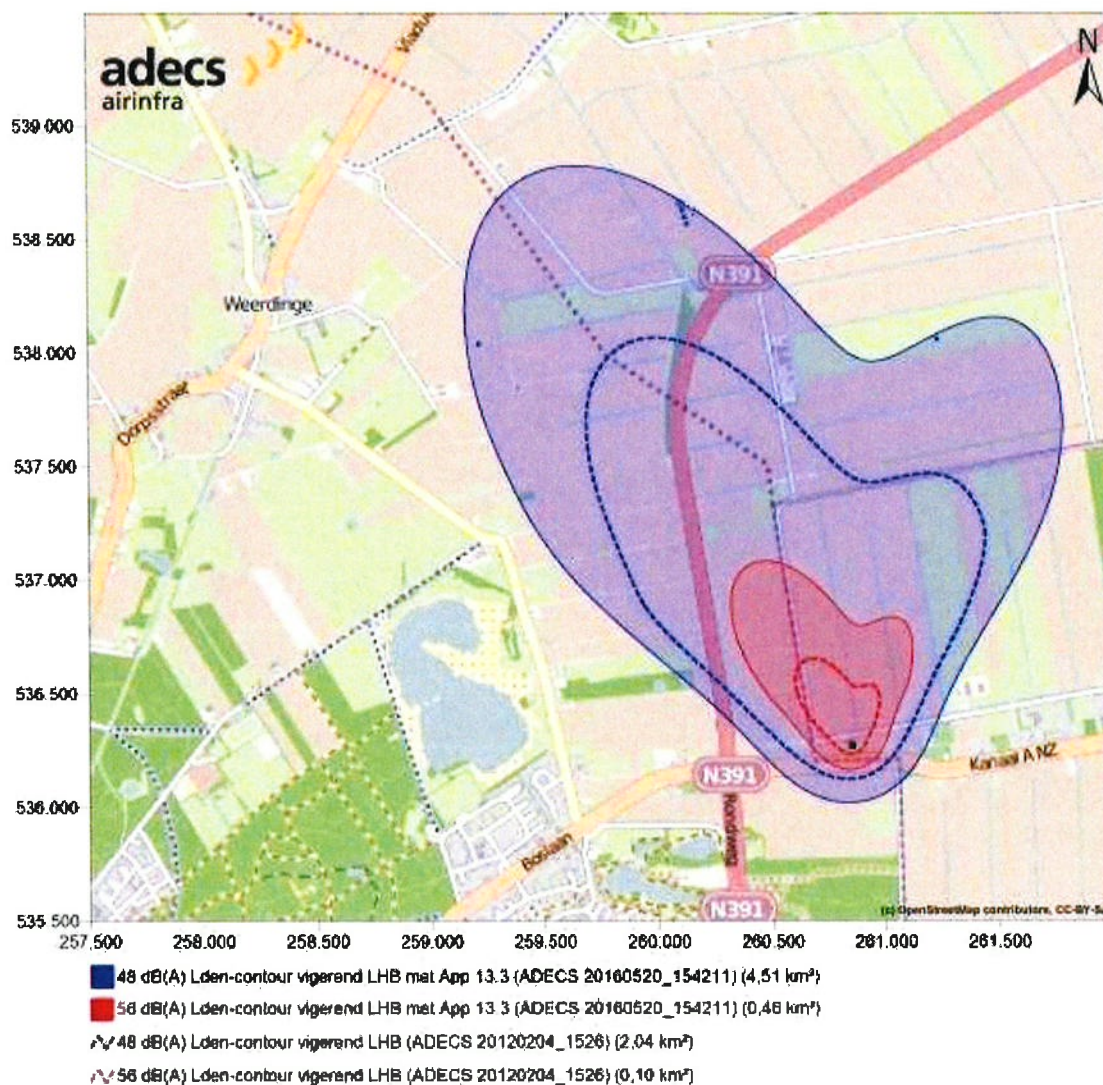 adecs
airinfra
N
Viaduc
539 000
538 500
N391
Weerdinge
538 000
Dorpsstraat
537 500
537 000
536 500
Kanaal A NZ
N391
536 000
Rondweg
Boslaan
N391
535 500
(c) OpenStreetMap contributors, CC-BY-SA
257.500 258.000 258.500 259.000 259.500 260.000 260.500 261.000 261.500
48 dB(A) Lden-contour vigerend LHB met App 13.3 (ADECS 20160520_154211) (4,51 km²)
56 dB(A) Lden-contour vigerend LHB met App 13.3 (ADECS 20160520_154211) (0,46 km²)
48 dB(A) Lden-contour vigerend LHB (ADECS 20120204_1526) (2,04 km²)
56 dB(A) Lden-contour vigerend LHB (ADECS 20120204_1526) (0,10 km²)